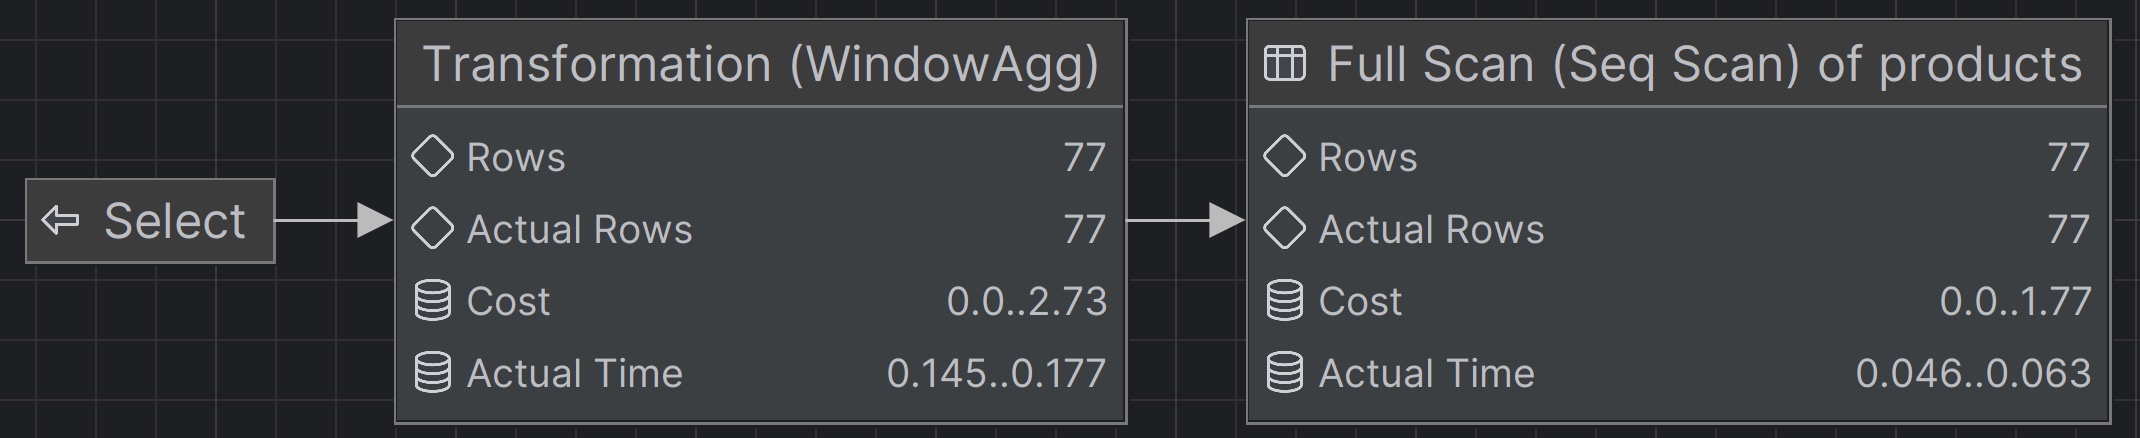 Select
Transformation (WindowAgg)
Rows 77
Actual Rows 77
Cost 0.0..2.73
Actual Time 0.145..0.177
Full Scan (Seq Scan) of products
Rows 77
Actual Rows 77
Cost 0.0..1.77
Actual Time 0.046..0.063